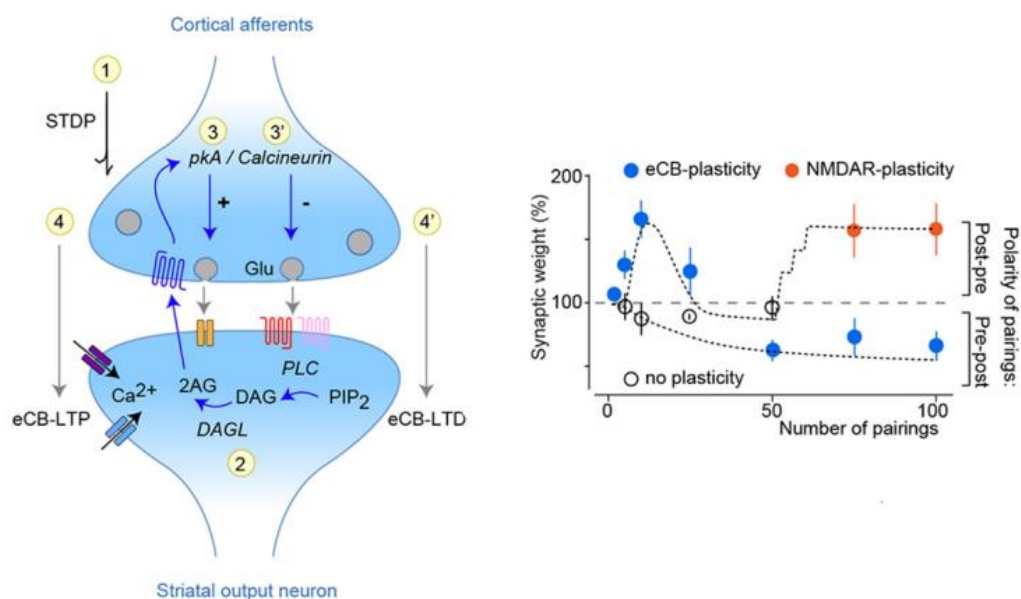 Cortical afferents
1
STDP
3
3'
pkA / Calcineurin
+
-
4
4'
Glu
PLC
Ca2+
2AG
DAG
PIP2
DAGL
eCB-LTP
eCB-LTD
2
Striatal output neuron
eCB-plasticity
NMDAR-plasticity
200
100
Synaptic weight (%)
no plasticity
0
50
100
Number of pairings
Polarity of pairings:
Post-pre
Pre-post